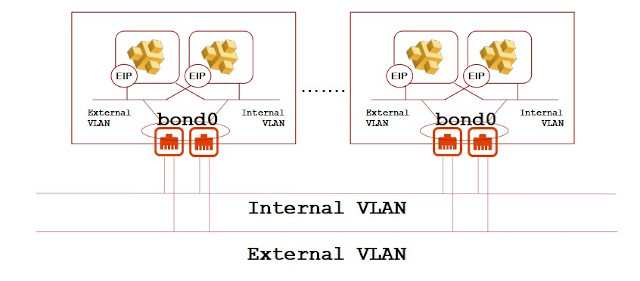 EIP
EIP
EIP
EIP
.......
External
VLAN
bond0
Internal
VLAN
External
VLAN
bond0
Internal
VLAN
Internal VLAN
External VLAN